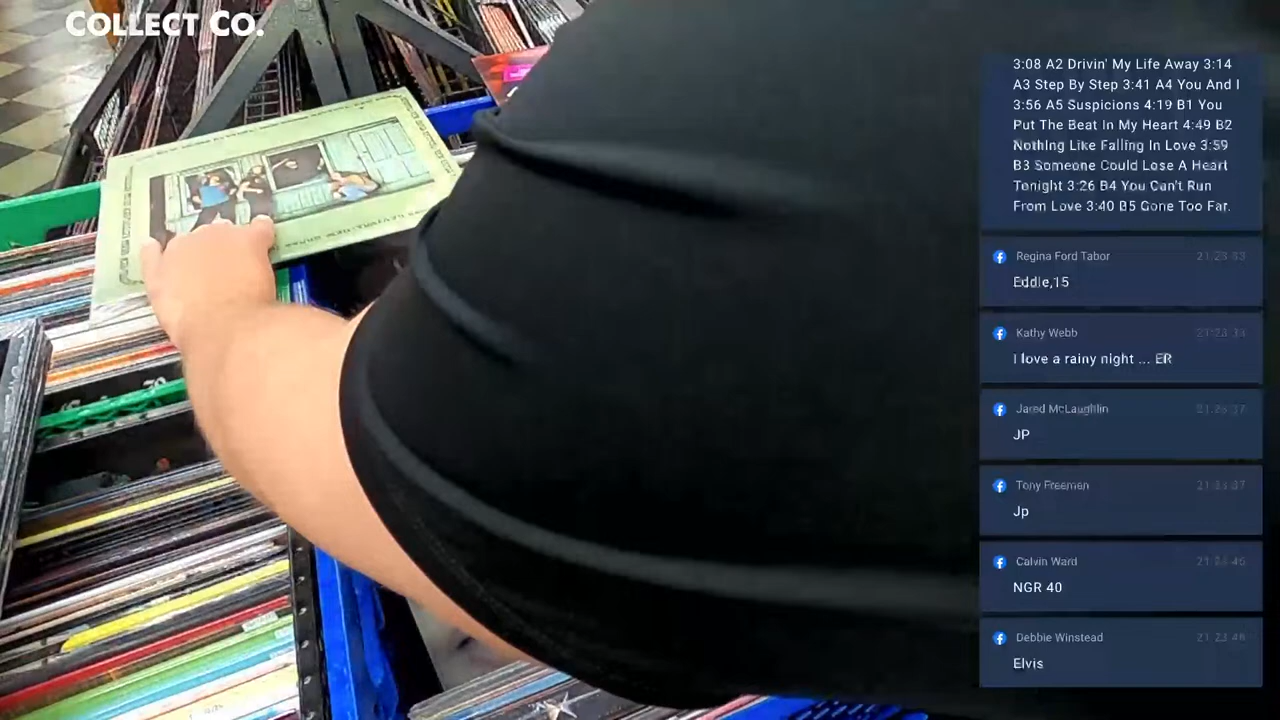 COLLECT CO.
3:08 A2 Drivin' My Life Away 3:14
A3 Step By Step 3:41 A4 You And I
3:56 A5 Suspicions 4:19 B1 You
Put The Beat In My Heart 4:49 B2
Nothing Like Falling In Love 3:59
B3 Someone Could Lose A Heart
Tonight 3:26 B4 You Can't Run
From Love 3:40 B5 Gone Too Far.
Regina Ford Tabor
Eddie,15
Kathy Webb
I love a rainy night ... ER
Jared McLaughlin
JP
Tony Freeman
Jp
Calvin Ward
NGR 40
Debbie Winstead
Elvis